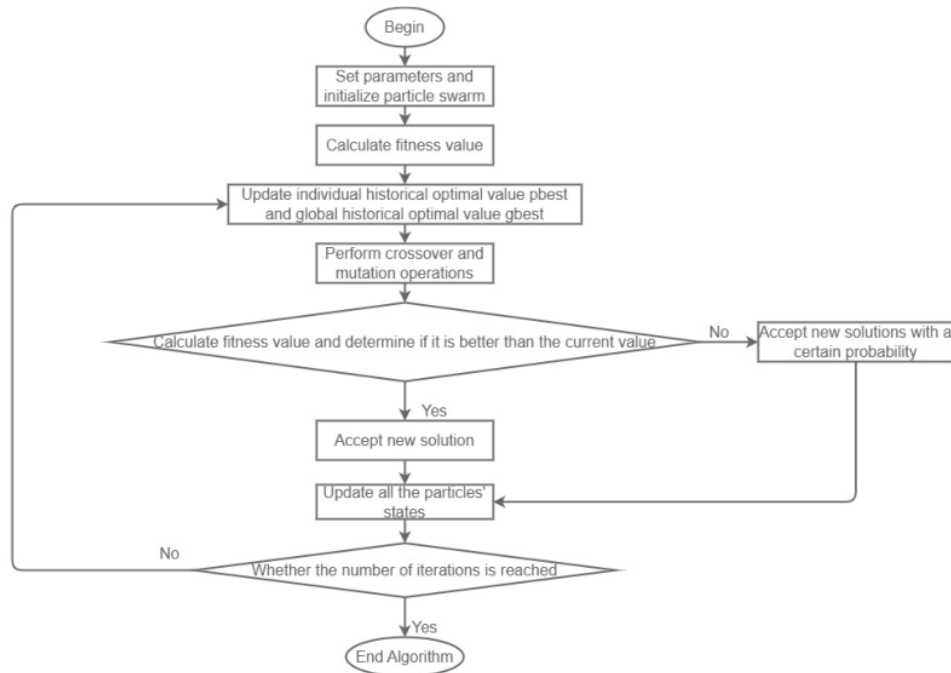 Begin
Set parameters and
initialize particle swarm
Calculate fitness value
Update individual historical optimal value pbest
and global historical optimal value gbest
Perform crossover and
mutation operations
Calculate fitness value and determine if it is better than the current value
No
Accept new solutions with a
certain probability
Yes
Accept new solution
Update all the particles'
states
No
Whether the number of iterations is reached
Yes
End Algorithm